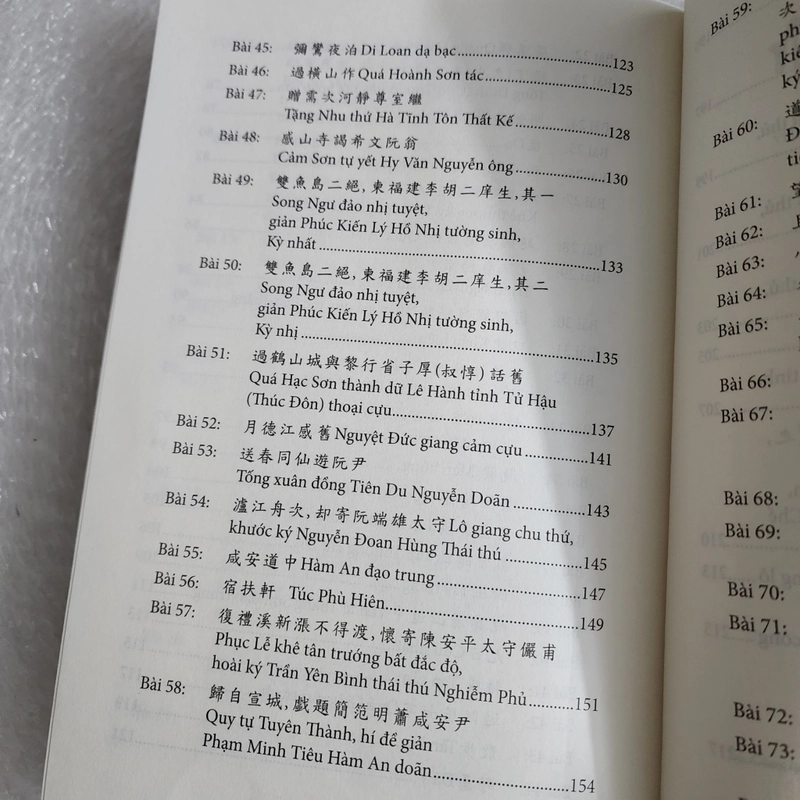 Bài 45: 彌鸞夜泊 Di Loan dạ bạc 123
Bài 46: 過橫山作 Quá Hoành Sơn tác 125
Bài 47: 贈需次河靜尊室繼
Tặng Nhu thứ Hà Tĩnh Tôn Thất Kế 128
Bài 48: 感山寺謁希文阮翁
Cảm Sơn tự yết Hy Văn Nguyễn ông 130
Bài 49: 雙魚島二絕,柬福建李胡二庠生,其一
Song Ngư đảo nhị tuyệt,
giản Phúc Kiến Lý Hồ Nhị tường sinh,
Kỳ nhất 133
Bài 50: 雙魚島二絕,柬福建李胡二庠生,其二
Song Ngư đảo nhị tuyệt,
giản Phúc Kiến Lý Hồ Nhị tường sinh,
Kỳ nhị 135
Bài 51: 過鶴山城與黎行省子厚(叔惇)話舊
Quá Hạc Sơn thành dữ Lê Hành tỉnh Tử Hậu
(Thúc Đôn) thoại cựu 137
Bài 52: 月德江感舊 Nguyệt Đức giang cảm cựu 141
Bài 53: 送春同仙遊阮尹
Tống xuân đồng Tiên Du Nguyễn Doãn 143
Bài 54: 瀘江舟次,却寄阮端雄太守 Lô giang chu thứ,
khước ký Nguyễn Đoan Hùng Thái thú 145
Bài 55: 咸安道中 Hàm An đạo trung 147
Bài 56: 宿扶軒 Túc Phù Hiên 149
Bài 57: 復禮溪新漲不得渡,懷寄陳安平太守儼甫
Phục Lễ khê tân trướng bất đắc độ,
hoài ký Trần Yên Bình thái thú Nghiễm Phủ 151
Bài 58: 歸自宣城,戲題簡范明蕭咸安尹
Quy tự Tuyên Thành, hí đề giản
Phạm Minh Tiêu Hàm An doãn 154
Bài 59:
Bài 60:
Bài 61:
Bài 62:
Bài 63:
Bài 64:
Bài 65:
Bài 66:
Bài 67:
Bài 68:
Bài 69:
Bài 70:
Bài 71:
Bài 72:
Bài 73: